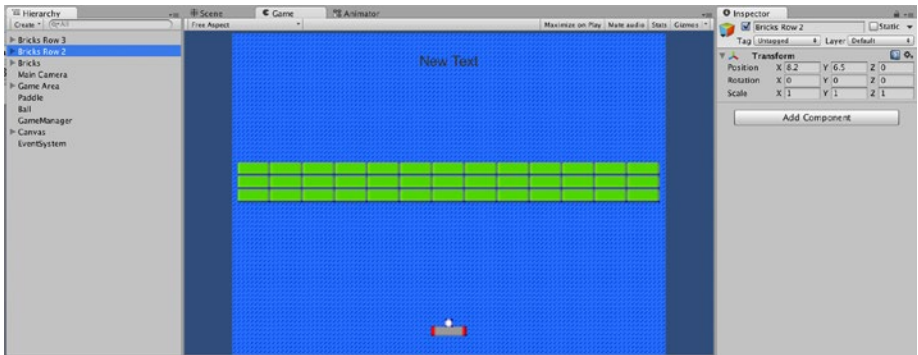 Hierarchy
Create
Bricks Row 3
Bricks Row 2
Bricks
Main Camera
Game Area
Paddle
Ball
GameManager
Canvas
EventSystem
Scene Game Animator
Free Aspect Maximize on Play Mute audio Stats Gizmos
New Text
Inspector
Bricks Row 2 Static
Tag Untagged Layer Default
Transform
Position X 8.2 Y 6.5 Z 0
Rotation X 0 Y 0 Z 0
Scale X 1 Y 1 Z 1
Add Component